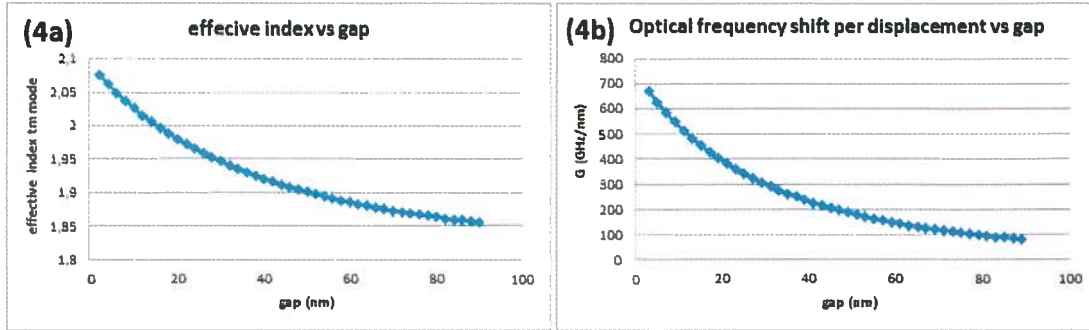 (4a) effecive index vs gap
effective index tm mode
2,1
2,05
2
1,95
1,9
1,85
1,8
0 20 40 60 80 100
gap (nm)
(4b) Optical frequency shift per displacement vs gap
G (GHz/nm)
800
700
600
500
400
300
200
100
0
0 20 40 60 80 100
gap (nm)